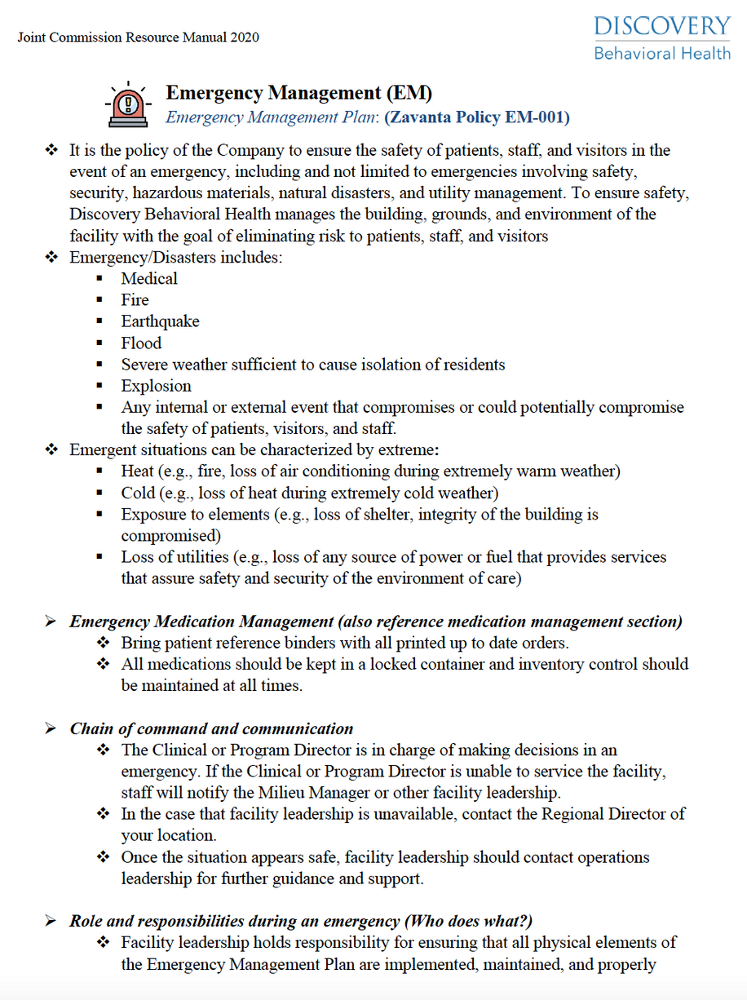 Joint Commission Resource Manual 2020
DISCOVERY
Behavioral Health
Emergency Management (EM)
Emergency Management Plan: (Zavanta Policy EM-001)
❖ It is the policy of the Company to ensure the safety of patients, staff, and visitors in the
event of an emergency, including and not limited to emergencies involving safety,
security, hazardous materials, natural disasters, and utility management. To ensure safety,
Discovery Behavioral Health manages the building, grounds, and environment of the
facility with the goal of eliminating risk to patients, staff, and visitors
❖ Emergency/Disasters includes:
▪ Medical
▪ Fire
▪ Earthquake
▪ Flood
▪ Severe weather sufficient to cause isolation of residents
▪ Explosion
▪ Any internal or external event that compromises or could potentially compromise
the safety of patients, visitors, and staff.
❖ Emergent situations can be characterized by extreme:
▪ Heat (e.g., fire, loss of air conditioning during extremely warm weather)
▪ Cold (e.g., loss of heat during extremely cold weather)
▪ Exposure to elements (e.g., loss of shelter, integrity of the building is
compromised)
▪ Loss of utilities (e.g., loss of any source of power or fuel that provides services
that assure safety and security of the environment of care)
➢ Emergency Medication Management (also reference medication management section)
❖ Bring patient reference binders with all printed up to date orders.
❖ All medications should be kept in a locked container and inventory control should
be maintained at all times.
➢ Chain of command and communication
❖ The Clinical or Program Director is in charge of making decisions in an
emergency. If the Clinical or Program Director is unable to service the facility,
staff will notify the Milieu Manager or other facility leadership.
❖ In the case that facility leadership is unavailable, contact the Regional Director of
your location.
❖ Once the situation appears safe, facility leadership should contact operations
leadership for further guidance and support.
➢ Role and responsibilities during an emergency (Who does what?)
❖ Facility leadership holds responsibility for ensuring that all physical elements of
the Emergency Management Plan are implemented, maintained, and properly